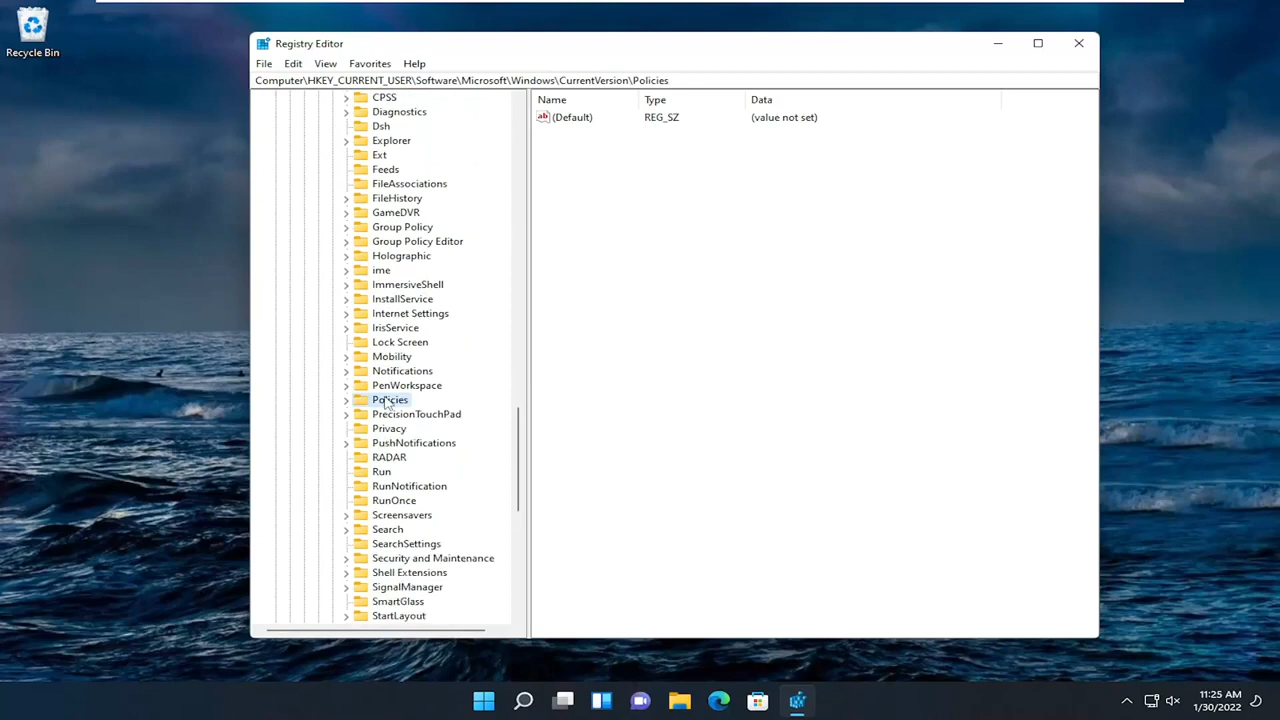 Recycle Bin
Registry Editor
File Edit View Favorites Help
Computer\HKEY_CURRENT_USER\Software\Microsoft\Windows\CurrentVersion\Policies
CPSS
Diagnostics
Dsh
Explorer
Ext
Feeds
FileAssociations
FileHistory
GameDVR
Group Policy
Group Policy Editor
Holographic
ime
ImmersiveShell
InstallService
Internet Settings
IrisService
Lock Screen
Mobility
Notifications
PenWorkspace
Policies
PrecisionTouchPad
Privacy
PushNotifications
RADAR
Run
RunNotification
RunOnce
Screensavers
Search
SearchSettings
Security and Maintenance
Shell Extensions
SignalManager
SmartGlass
StartLayout
Name Type Data
ab (Default) REG_SZ (value not set)
11:25 AM
1/30/2022